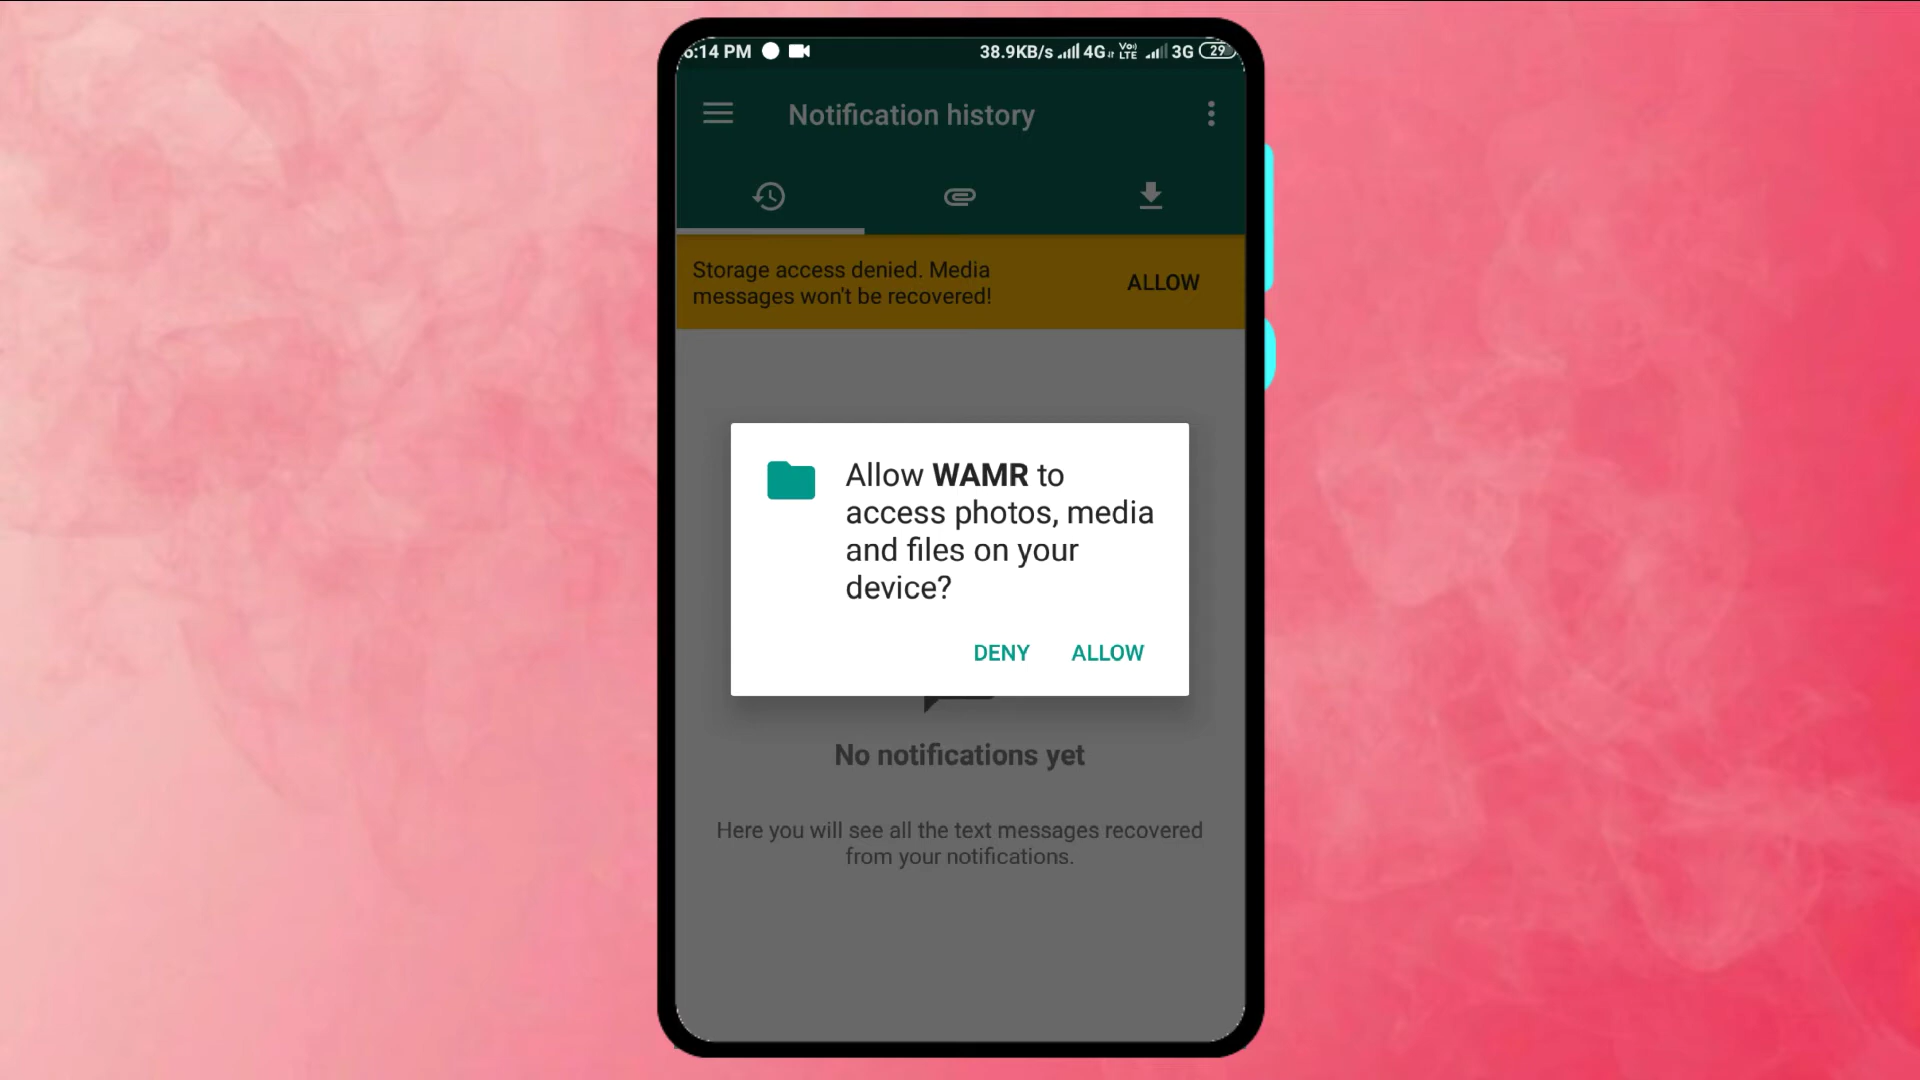 6:14 PM 38.9KB/s 4G VoLTE 3G 29
Notification history
Storage access denied. Media
messages won't be recovered!
ALLOW
Allow WAMR to
access photos, media
and files on your
device?
DENY ALLOW
No notifications yet
Here you will see all the text messages recovered
from your notifications.